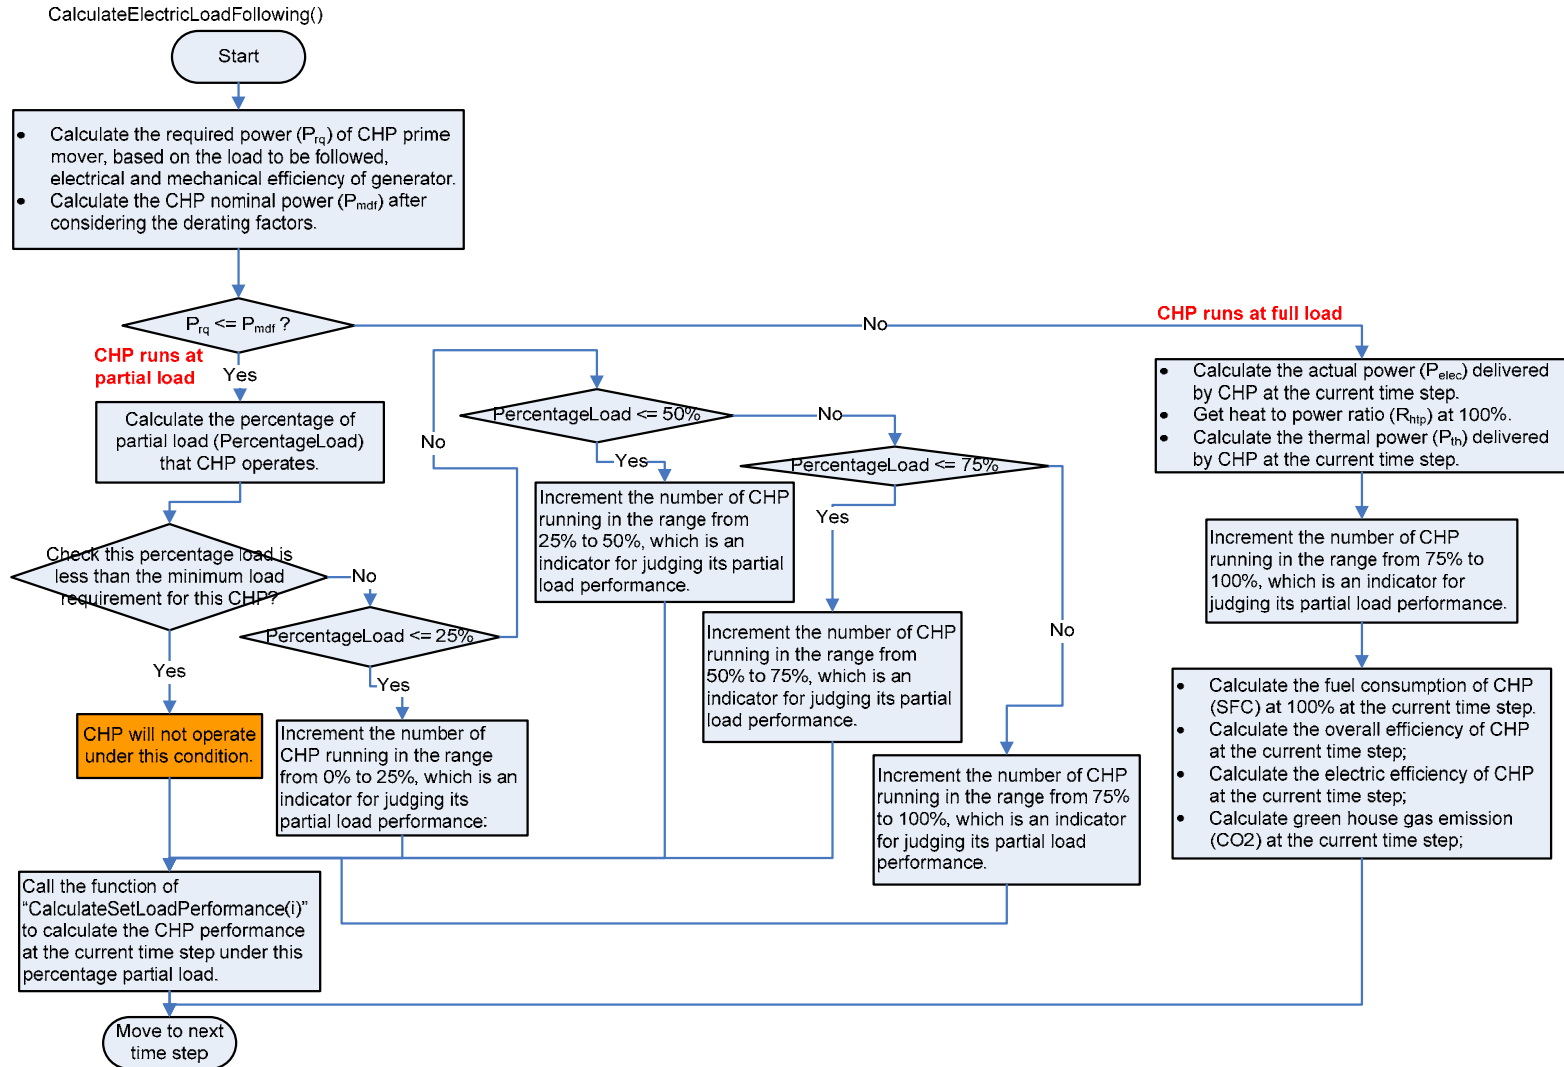 CalculateElectricLoadFollowing()
Start
• Calculate the required power (Prq) of CHP prime
mover, based on the load to be followed,
electrical and mechanical efficiency of generator.
• Calculate the CHP nominal power (Pmdf) after
considering the derating factors.
Prq <= Pmdf ?
No
CHP runs at full load
CHP runs at
partial load
Yes
Calculate the percentage of
partial load (PercentageLoad)
that CHP operates.
Check this percentage load is
less than the minimum load
requirement for this CHP?
No
Yes
CHP will not operate
under this condition.
PercentageLoad <= 25%
No
Yes
Increment the number of
CHP running in the range
from 0% to 25%, which is an
indicator for judging its
partial load performance:
PercentageLoad <= 50%
No
Yes
Increment the number of CHP
running in the range from
25% to 50%, which is an
indicator for judging its partial
load performance.
PercentageLoad <= 75%
Yes
No
Increment the number of CHP
running in the range from
50% to 75%, which is an
indicator for judging its partial
load performance.
Increment the number of CHP
running in the range from 75%
to 100%, which is an indicator
for judging its partial load
performance.
• Calculate the actual power (Pelec) delivered
by CHP at the current time step.
• Get heat to power ratio (Rhtp) at 100%.
• Calculate the thermal power (Pth) delivered
by CHP at the current time step.
Increment the number of CHP
running in the range from 75% to
100%, which is an indicator for
judging its partial load performance.
• Calculate the fuel consumption of CHP
(SFC) at 100% at the current time step.
• Calculate the overall efficiency of CHP
at the current time step;
• Calculate the electric efficiency of CHP
at the current time step;
• Calculate green house gas emission
(CO2) at the current time step;
Call the function of
“CalculateSetLoadPerformance(i)”
to calculate the CHP performance
at the current time step under this
percentage partial load.
Move to next
time step